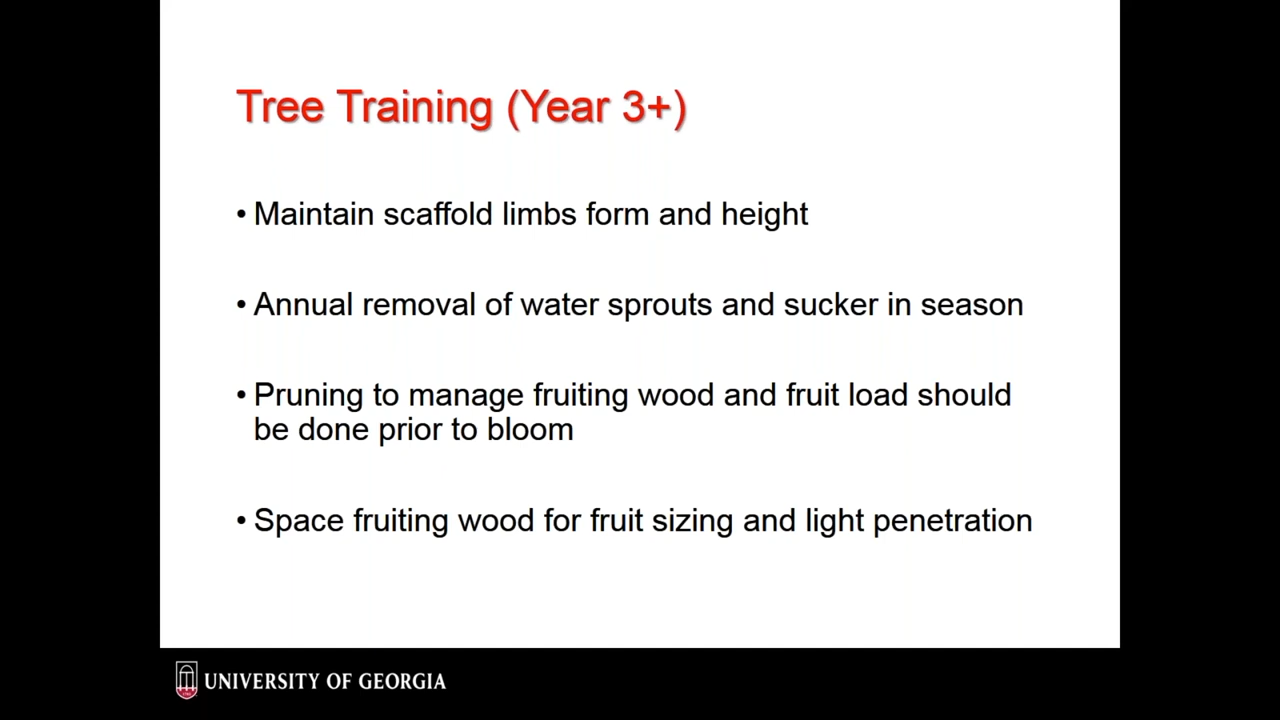 Tree Training (Year 3+)
• Maintain scaffold limbs form and height
• Annual removal of water sprouts and sucker in season
• Pruning to manage fruiting wood and fruit load should
be done prior to bloom
• Space fruiting wood for fruit sizing and light penetration
UNIVERSITY OF GEORGIA